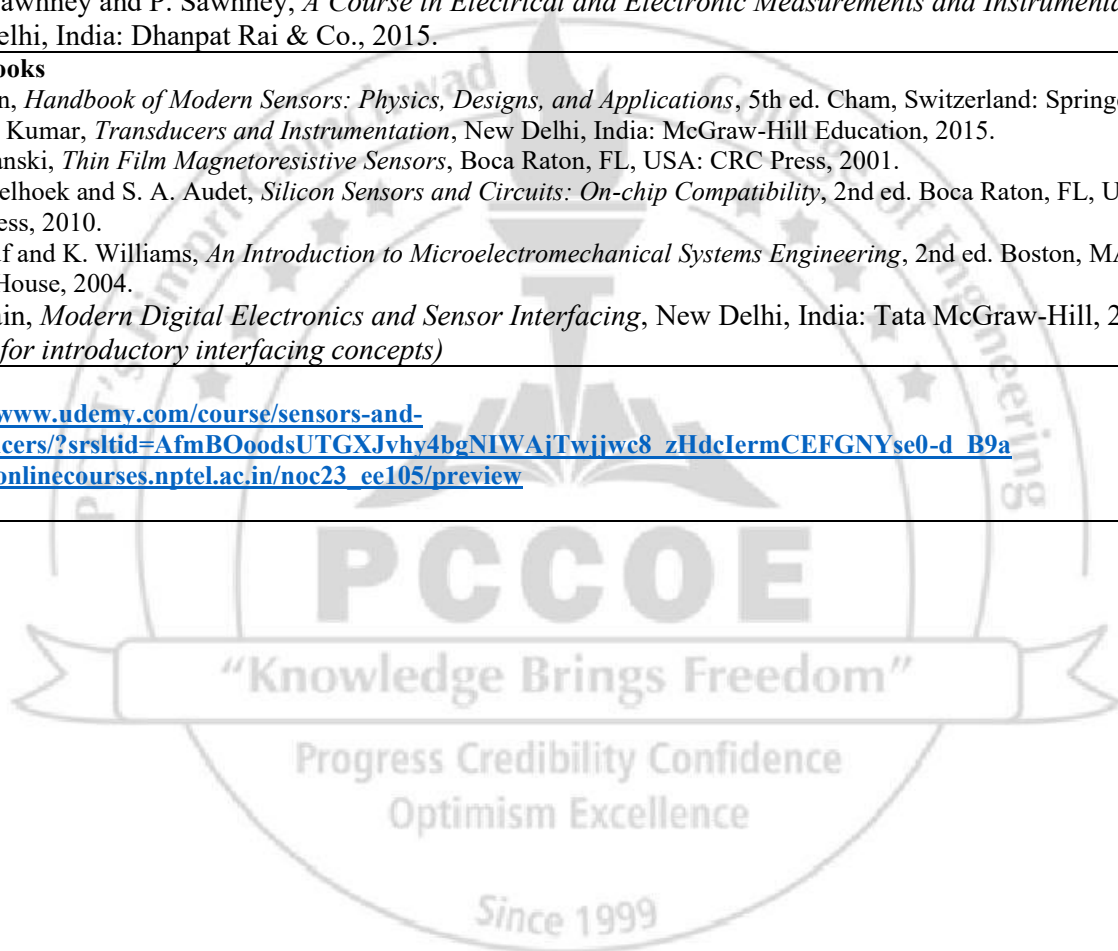 awhney and P. Sawhney, A Course in Electrical and Electronic Measurements and
elhi, India: Dhanpat Rai & Co., 2015.
ooks
n, Handbook of Modern Sensors: Physics, Designs, and Applications, 5th ed. Cham, Switzerland:
Kumar, Transducers and Instrumentation, New Delhi, India: McGraw-Hill Education, 2015.
anski, Thin Film Magnetoresistive Sensors, Boca Raton, FL, USA: CRC Press, 2001.
elhoek and S. A. Audet, Silicon Sensors and Circuits: On-chip Compatibility, 2nd ed. Boca Raton, FL, U
ess, 2010.
f and K. Williams, An Introduction to Microelectromechanical Systems Engineering, 2nd ed. Boston, MA
House, 2004.
in, Modern Digital Electronics and Sensor Interfacing, New Delhi, India: Tata McGraw-Hill, 2
for introductory interfacing concepts)
www.udemy.com/course/sensors-and-
cers/?srsltid=AfmBOoodsUTGXJvhy4bgNIWAjTwjjwc8_zHdcIermCEFGNYse0-d_B9a
onlinecourses.nptel.ac.in/noc23_ee105/preview
College of Engineering
PCCOE
“Knowledge Brings Freedom”
Progress Credibility Confidence
Optimism Excellence
Since 1999